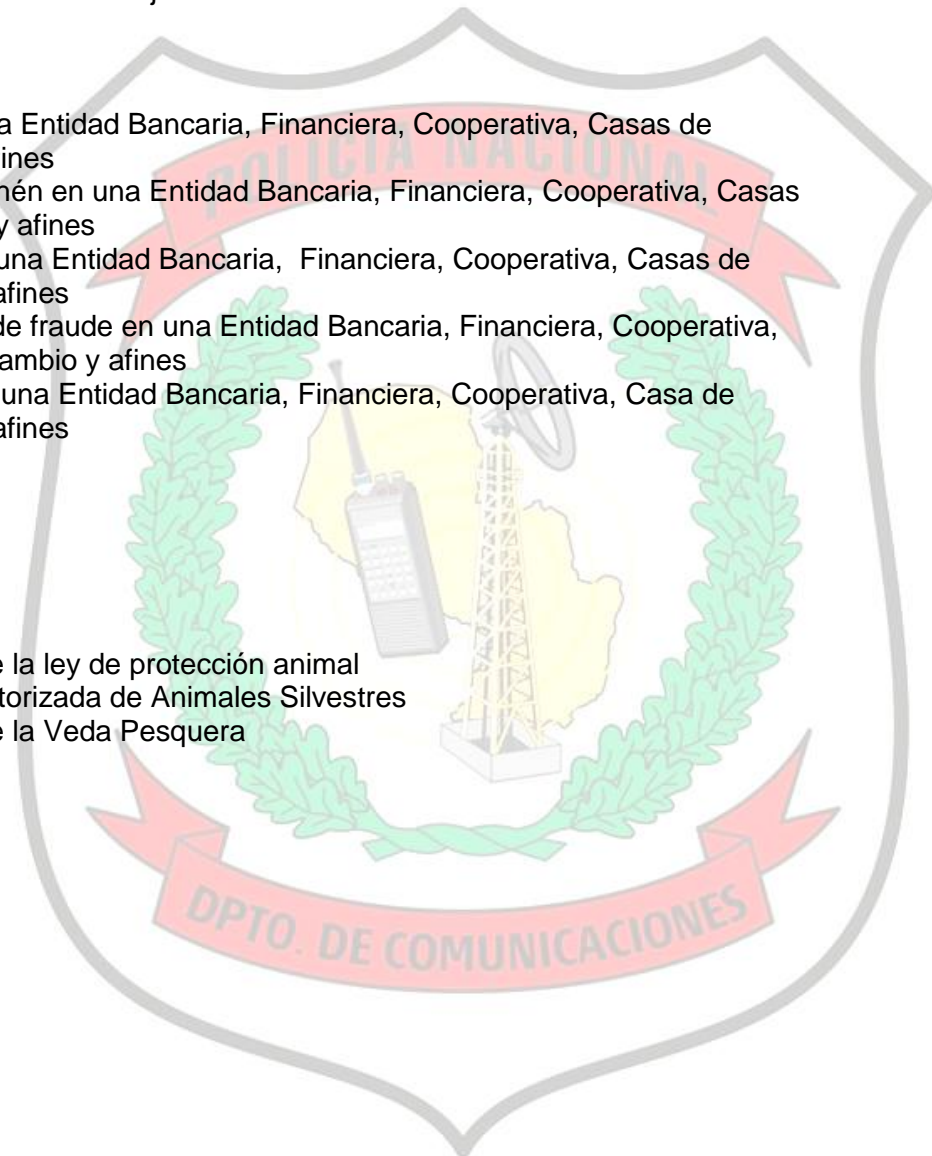 a Entidad Bancaria, Financiera, Cooperativa, Casas de
fines
nén en una Entidad Bancaria, Financiera, Cooperativa, Casas
y afines
una Entidad Bancaria, Financiera, Cooperativa, Casas de
afines
de fraude en una Entidad Bancaria, Financiera, Cooperativa,
ambio y afines
una Entidad Bancaria, Financiera, Cooperativa, Casa de
afines
POLICIA NACIONAL
e la ley de protección animal
torizada de Animales Silvestres
e la Veda Pesquera
DPTO. DE COMUNICACIONES